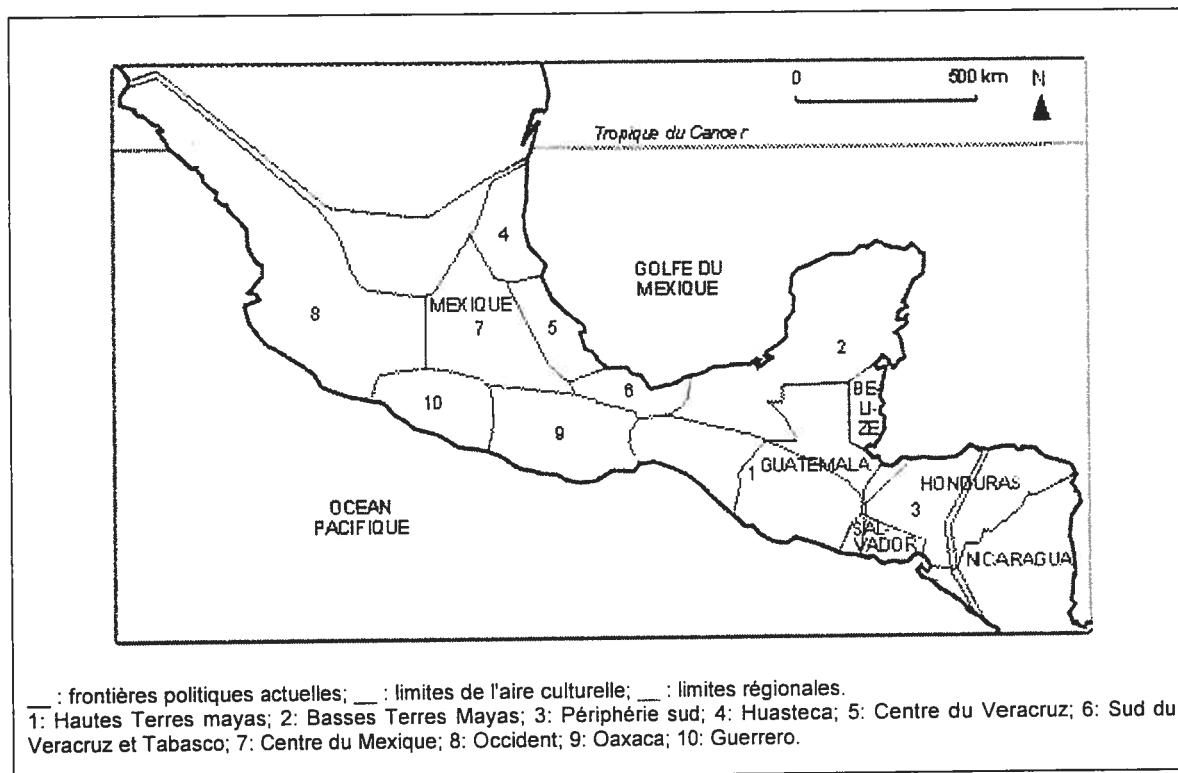 0 500 km N
Tropique du Cancer
4
GOLFE DU
MEXIQUE
MEXIQUE
8
7
5
2
6
BE-
LI-
ZE
10
9
1
GUATEMALA
HONDURAS
3
OCEAN
PACIFIQUE
SAL-
VADOR
NICARAGUA
__ : frontières politiques actuelles; __ : limites de l'aire culturelle; __ : limites régionales.
1: Hautes Terres mayas; 2: Basses Terres Mayas; 3: Périphérie sud; 4: Huasteca; 5: Centre du Veracruz; 6: Sud du
Veracruz et Tabasco; 7: Centre du Mexique; 8: Occident; 9: Oaxaca; 10: Guerrero.